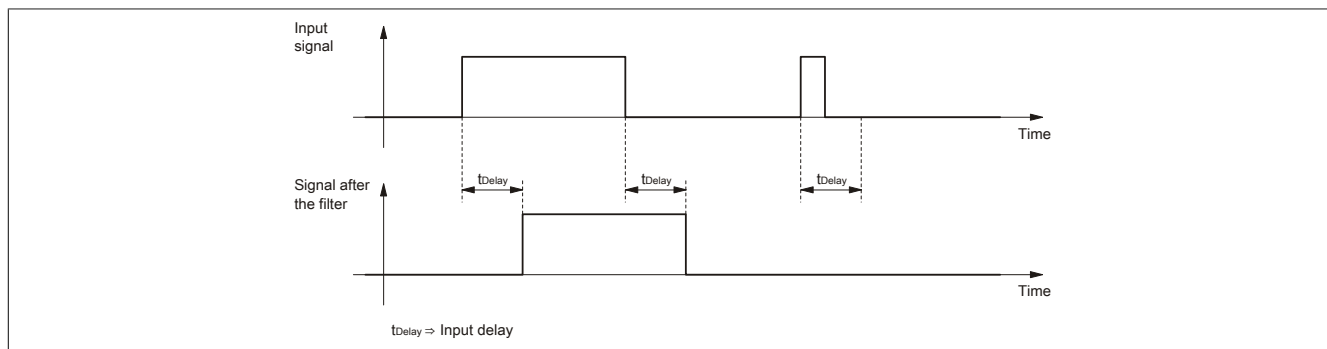 Input
signal
Time
tDelay
tDelay
tDelay
Signal after
the filter
Time
tDelay ⇒ Input delay